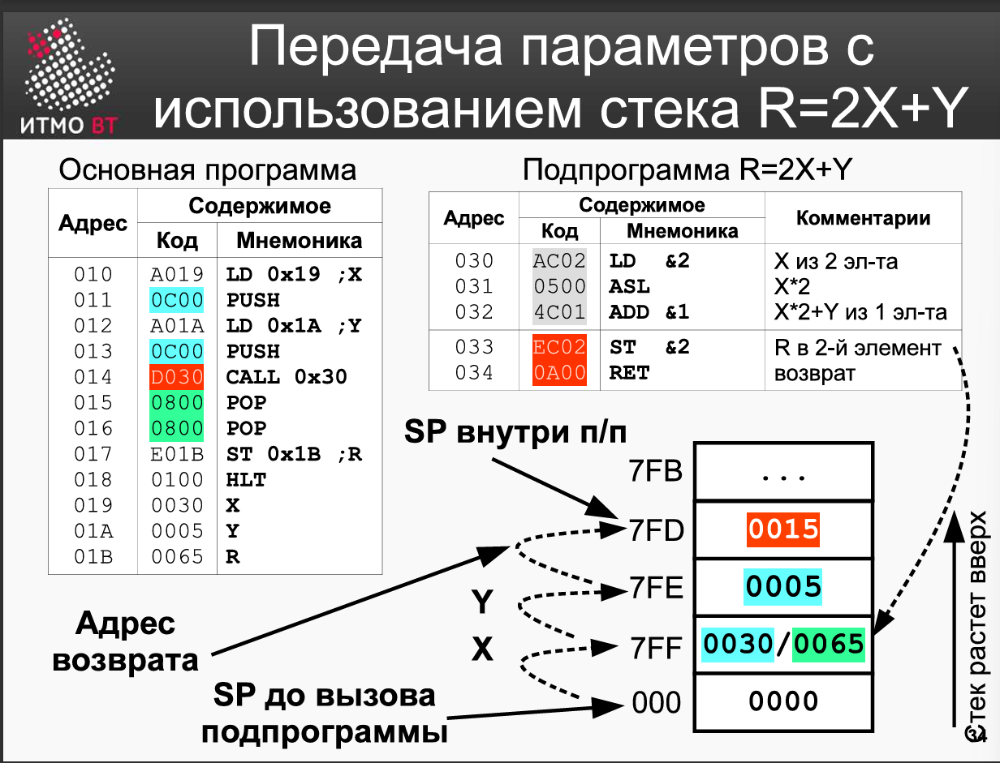 ИТМО ВТ
Передача параметров с
использованием стека R=2X+Y
Основная программа
Адрес Содержимое
Код Мнемоника
010 A019 LD 0x19 ;X
011 0C00 PUSH
012 A01A LD 0x1A ;Y
013 0C00 PUSH
014 D030 CALL 0x30
015 0800 POP
016 0800 POP
017 E01B ST 0x1B ;R
018 0100 HLT
019 0030 X
01A 0005 Y
01B 0065 R
Подпрограмма R=2X+Y
Адрес Содержимое Комментарии
Код Мнемоника
030 AC02 LD &2 X из 2 эл-та
031 0500 ASL X*2
032 4C01 ADD &1 X*2+Y из 1 эл-та
033 EC02 ST &2 R в 2-й элемент
034 0A00 RET возврат
SP внутри п/п
7FB ...
7FD 0015
Y 7FE 0005
X 7FF 0030/0065
000 0000
Адрес
возврата
SP до вызова
подпрограммы
Стек растет вверх
34